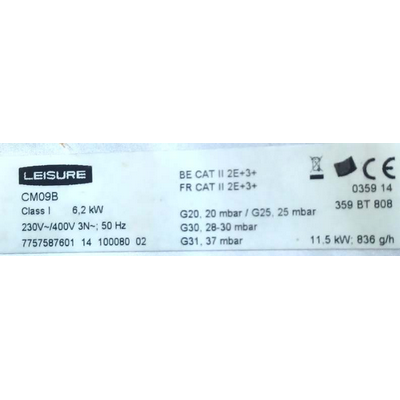 LEISURE
CM09B
Class I 6,2 kW
230V~/400V 3N~; 50 Hz
7757587601 14 100080 02
BE CAT II 2E+3+
FR CAT II 2E+3+
G20, 20 mbar / G25, 25 mbar
G30, 28-30 mbar
G31, 37 mbar
CE
0359 14
359 BT 808
11.5 kW; 836 g/h